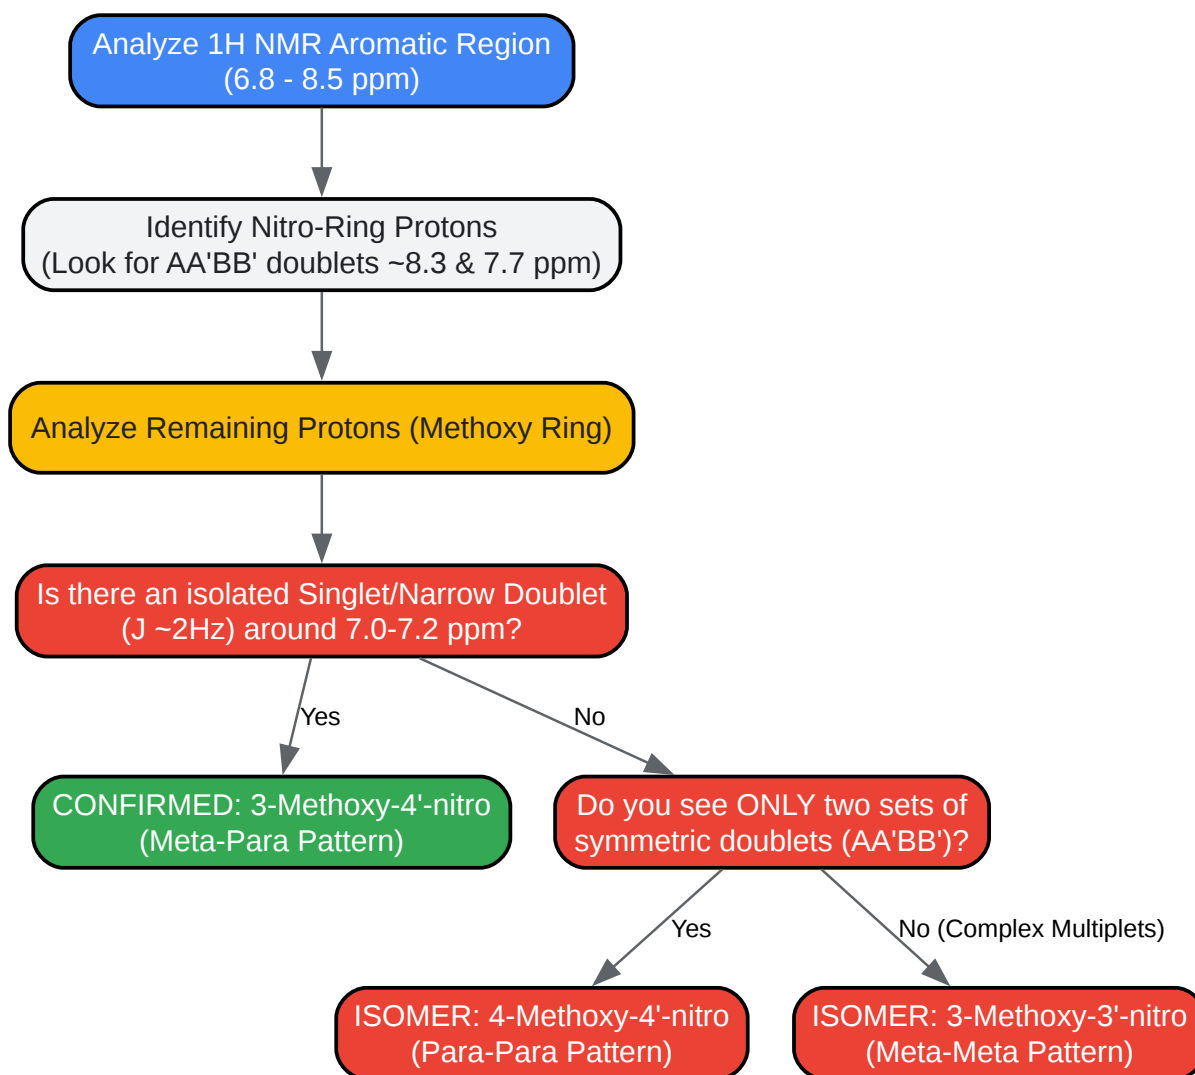 Analyze 1H NMR Aromatic Region
(6.8 - 8.5 ppm)
Identify Nitro-Ring Protons
(Look for AA'BB' doublets ~8.3 & 7.7 ppm)
Analyze Remaining Protons (Methoxy Ring)
Is there an isolated Singlet/Narrow Doublet
(J ~2Hz) around 7.0-7.2 ppm?
Yes
No
CONFIRMED: 3-Methoxy-4'-nitro
(Meta-Para Pattern)
Do you see ONLY two sets of
symmetric doublets (AA'BB')?
Yes
No (Complex Multiplets)
ISOMER: 4-Methoxy-4'-nitro
(Para-Para Pattern)
ISOMER: 3-Methoxy-3'-nitro
(Meta-Meta Pattern)